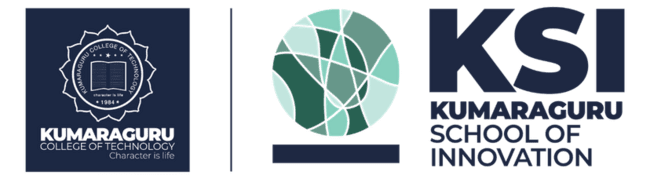 KUMARAGURU COLLEGE OF TECHNOLOGY
character is life
• 1984 •
KUMARAGURU
COLLEGE OF TECHNOLOGY
Character is life
KSI
KUMARAGURU
SCHOOL OF
INNOVATION